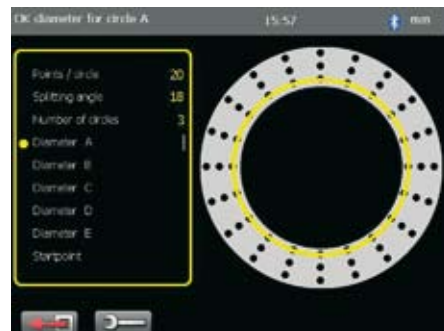 OK diameter for circle A 15:57 mm
Points / circle 20
Splitting angle 18
Number of circles 3
Diameter A
Diameter B
Diameter C
Diameter D
Diameter E
Startpoint